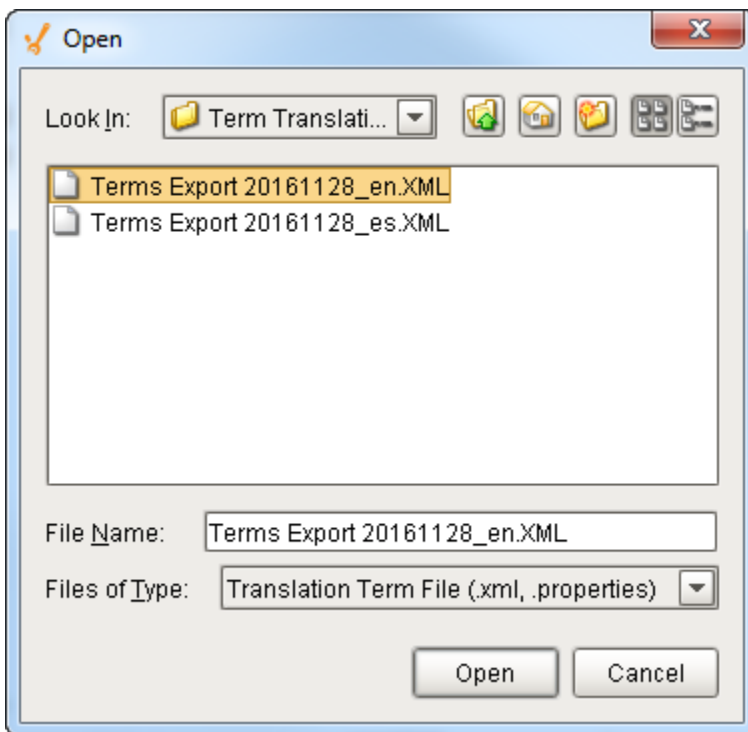 Open
Look In: Term Translati...
Terms Export 20161128_en.XML
Terms Export 20161128_es.XML
File Name: Terms Export 20161128_en.XML
Files of Type: Translation Term File (.xml, .properties)
Open Cancel